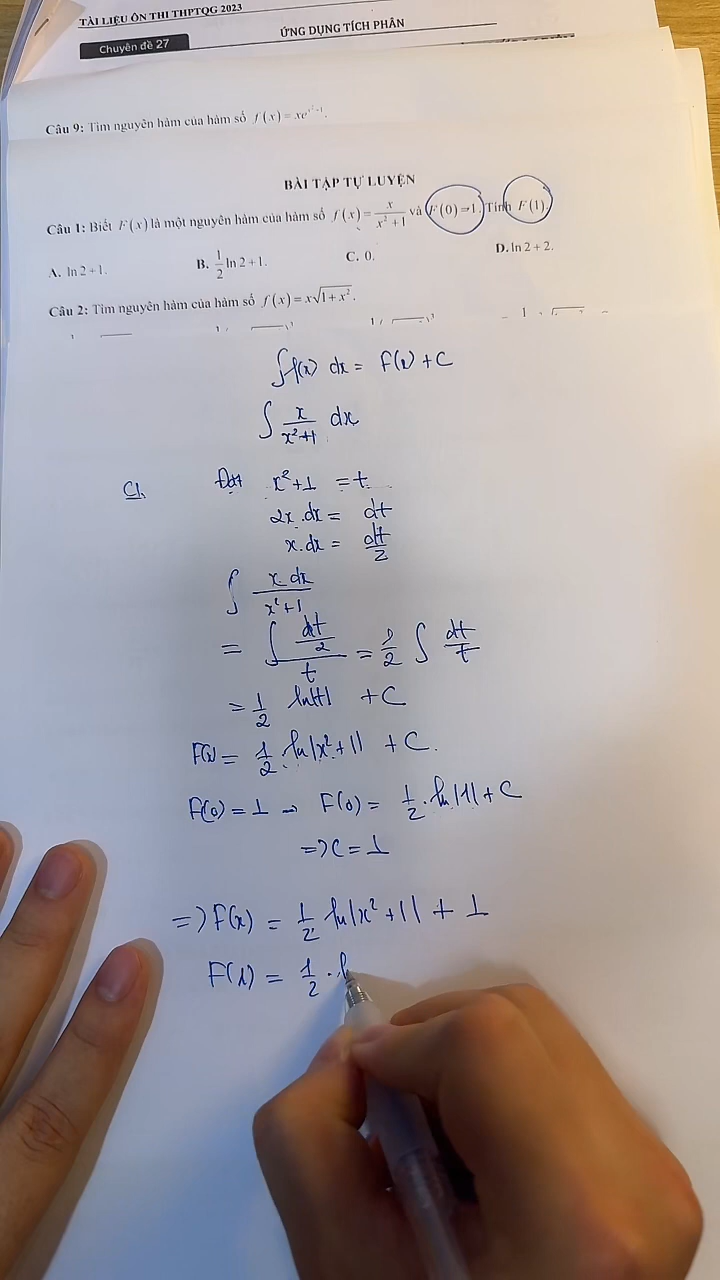 TÀI LIỆU ÔN THI THPTQG 2023
Chuyên đề 27
ỨNG DỤNG TÍCH PHÂN
Câu 9: Tìm nguyên hàm của hàm số f(x) = xe^{x²+1}.
BÀI TẬP TỰ LUYỆN
Câu 1: Biết F(x) là một nguyên hàm của hàm số f(x) = x/(x²+1) và F(0)=1. Tính F(1).
A. ln 2+1. B. 1/2 ln 2+1. C. 0. D. ln 2+2.
Câu 2: Tìm nguyên hàm của hàm số f(x) = x√(1+x²).
∫f(x) dx = F(x) + C
∫ x/(x²+1) dx
C1. Đặt x²+1 = t
2x.dx = dt
x.dx = dt/2
∫ x dx/(x²+1)
= ∫ (dt/2)/t = 1/2 ∫ dt/t
= 1/2 ln|t| + C
F(x) = 1/2 . ln|x²+1| + C.
F(0) = 1 → F(0) = 1/2 . ln|1| + C
=> C = 1
=> F(x) = 1/2 ln|x²+1| + 1
F(1) = 1/2 . l